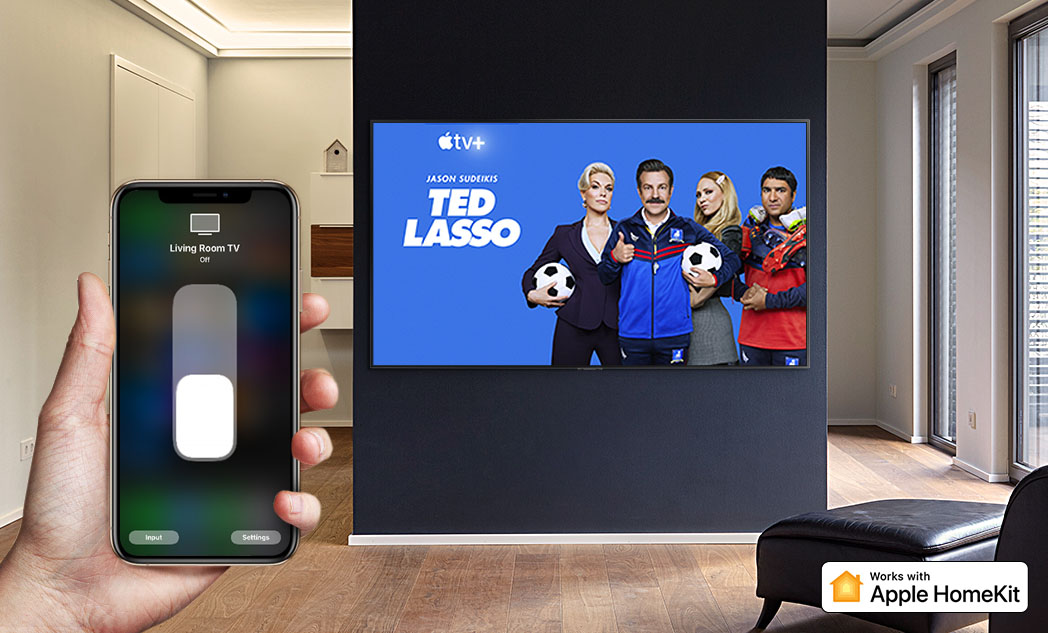 Living Room TV
Off
Input
Settings
tv+
JASON SUDEIKIS
TED
LASSO
Works with
Apple HomeKit